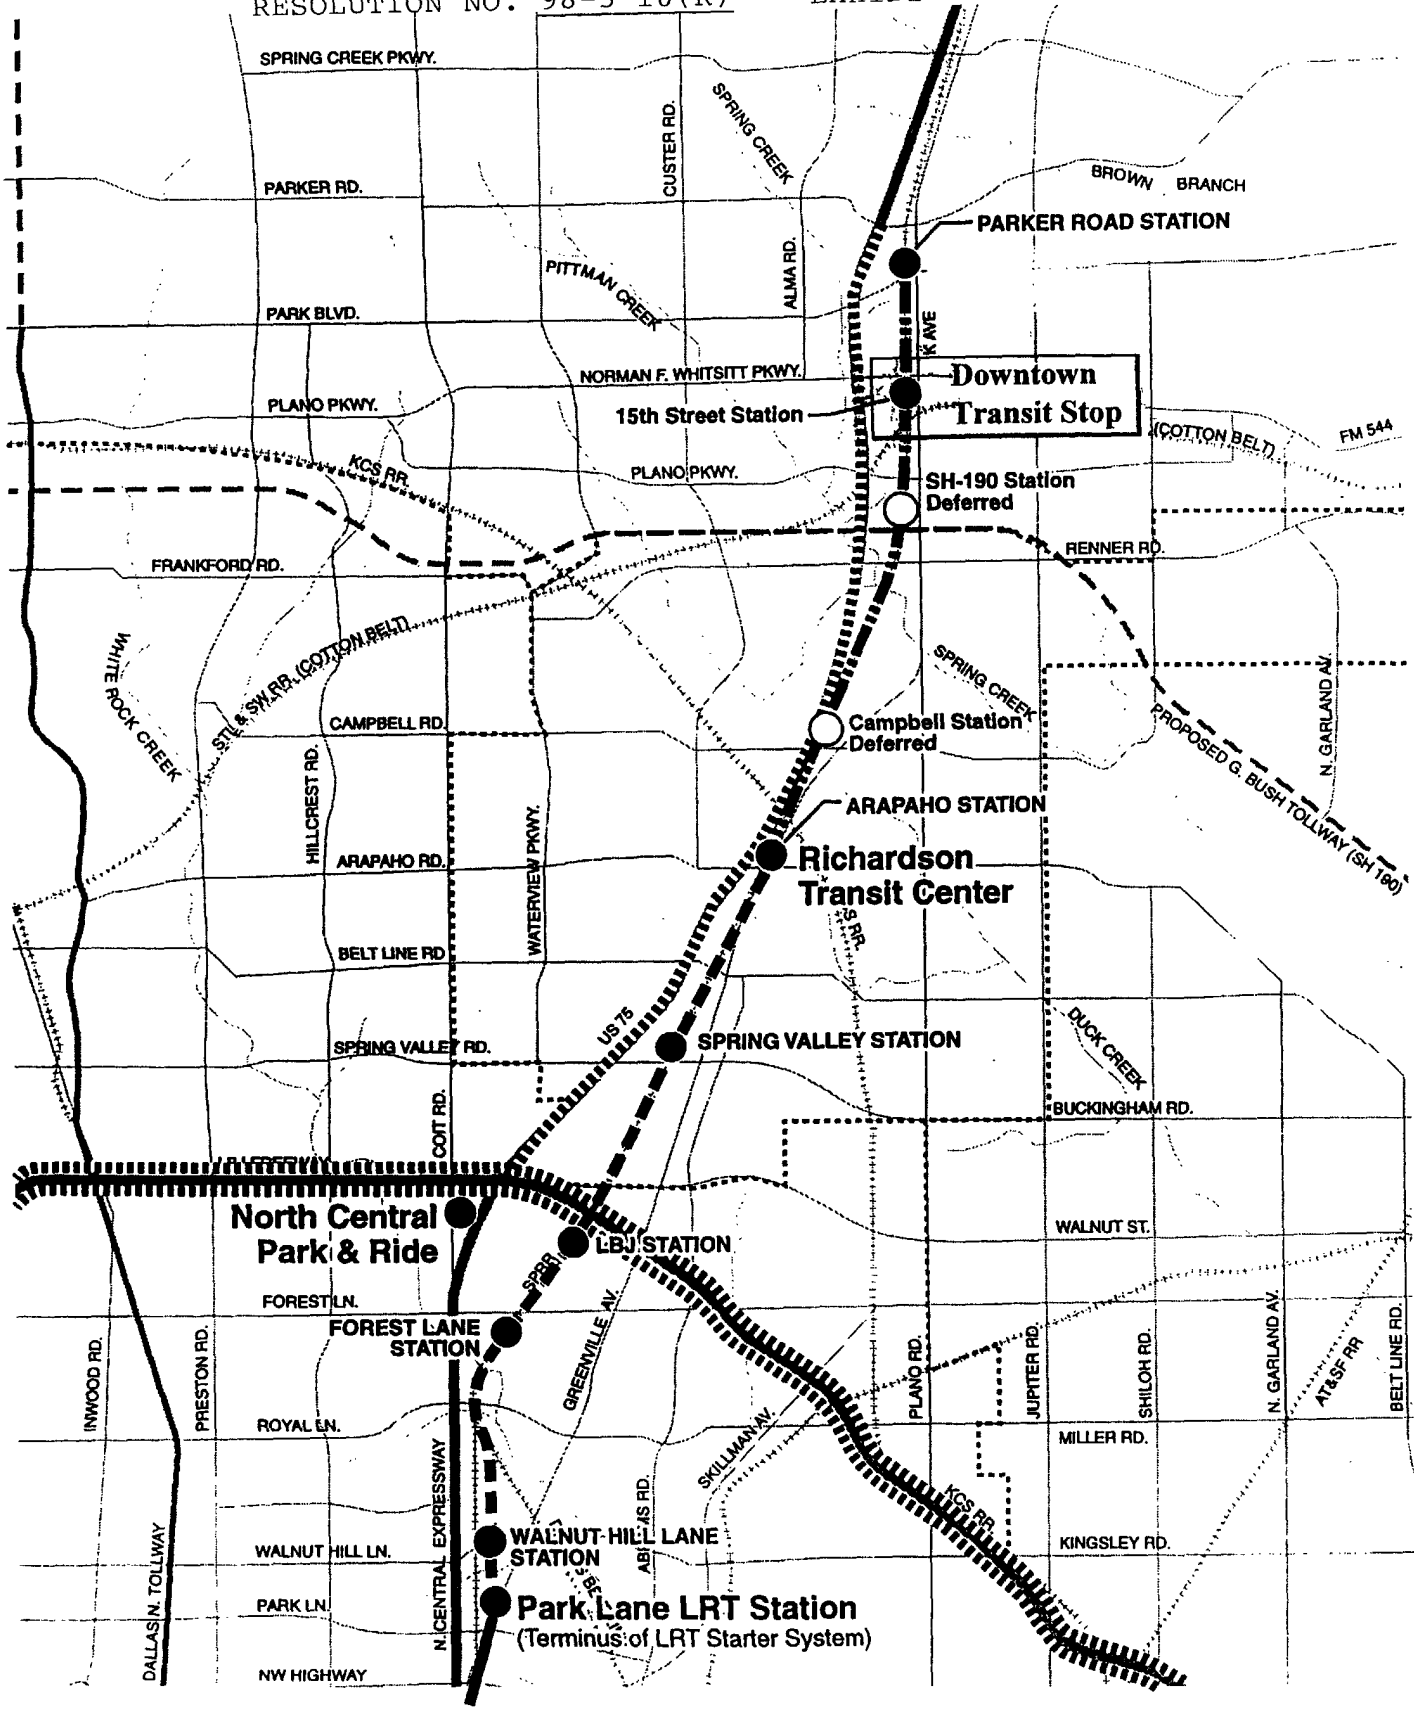 RESOLUTION NO.
SPRING CREEK PKWY.
CUSTER RD.
SPRING CREEK
PARKER RD.
BROWN BRANCH
PARKER ROAD STATION
ALMA RD.
PITTMAN CREEK
PARK BLVD.
K AVE
NORMAN F. WHITSITT PKWY.
Downtown
Transit Stop
PLANO PKWY.
15th Street Station
(COTTON BELT)
FM 544
KCS RR.
PLANO PKWY.
SH-190 Station
Deferred
RENNER RD.
FRANKFORD RD.
WHITE ROCK CREEK
STL & SW RR. (COTTON BELT)
SPRING CREEK
N. GARLAND AV.
CAMPBELL RD.
Campbell Station
Deferred
PROPOSED G. BUSH TOLLWAY (SH 190)
HILLCREST RD.
WATERVIEW PKWY.
ARAPAHO STATION
ARAPAHO RD.
Richardson
Transit Center
S RR.
BELT LINE RD
US 75
SPRING VALLEY RD.
SPRING VALLEY STATION
DUCK CREEK
COIT RD.
BUCKINGHAM RD.
North Central
Park & Ride
LBJ STATION
WALNUT ST.
SPRR
FOREST LN.
FOREST LANE
STATION
GREENVILLE AV.
INWOOD RD.
PRESTON RD.
PLANO RD.
JUPITER RD.
SHILOH RD.
N. GARLAND AV.
AT&SF RR
BELT LINE RD.
ROYAL LN.
SKILLMAN AV.
MILLER RD.
N. CENTRAL EXPRESSWAY
KCS RR
DALLAS N. TOLLWAY
WALNUT HILL LN.
WALNUT HILL LANE
STATION
KINGSLEY RD.
PARK LN.
Park Lane LRT Station
(Terminus of LRT Starter System)
NW HIGHWAY